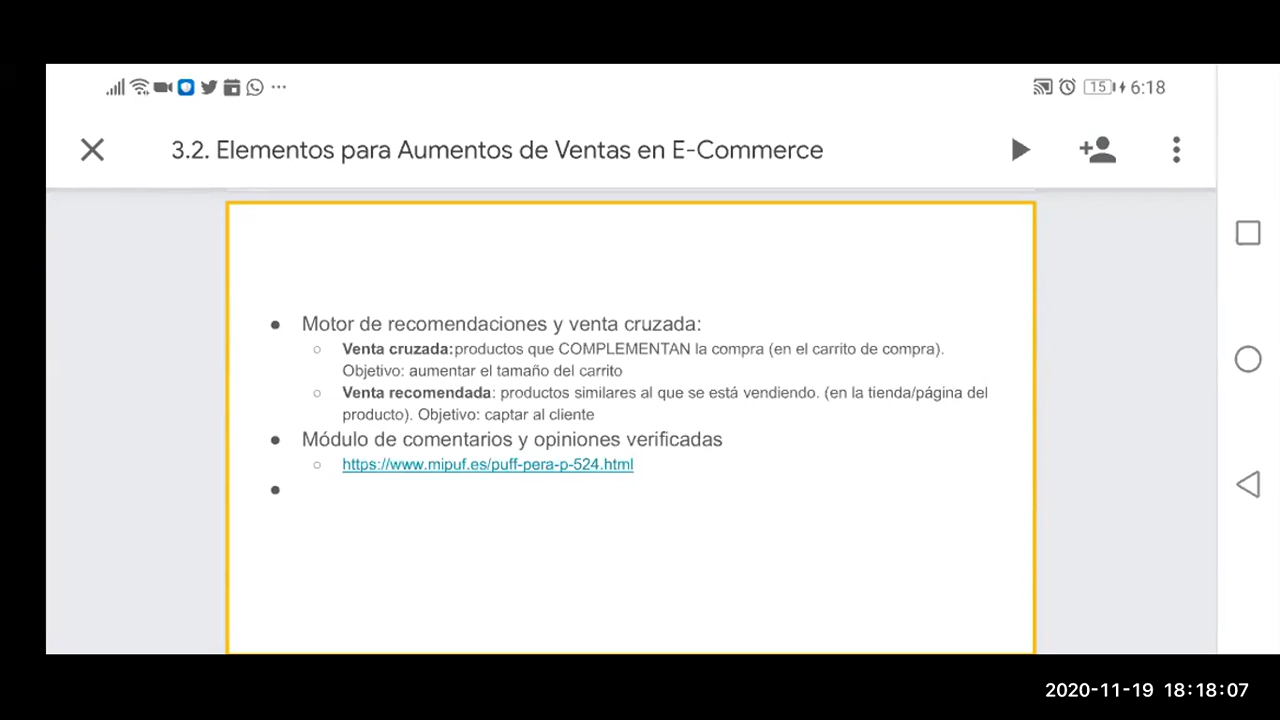 15 6:18
3.2. Elementos para Aumentos de Ventas en E-Commerce
● Motor de recomendaciones y venta cruzada:
○ Venta cruzada:productos que COMPLEMENTAN la compra (en el carrito de compra).
Objetivo: aumentar el tamaño del carrito
○ Venta recomendada: productos similares al que se está vendiendo. (en la tienda/página del
producto). Objetivo: captar al cliente
● Módulo de comentarios y opiniones verificadas
○ https://www.mipuf.es/puff-pera-p-524.html
●
2020-11-19 18:18:07